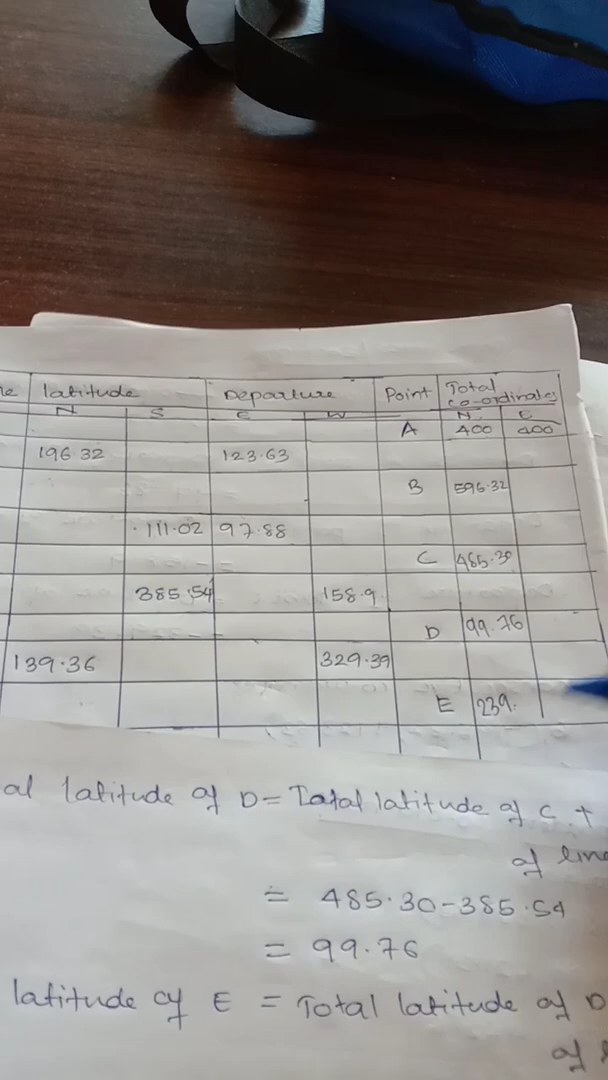 latitude Departure Point Total co-ordinates
N S E W N E
A 400 400
196.32 123.63
B 596.32
111.02 97.88
C 485.30
385.54 158.9
D 99.76
139.36 329.39
E 239.
latitude of D = Total latitude of C +
of line
= 485.30-385.54
= 99.76
latitude of E = Total latitude of D
of